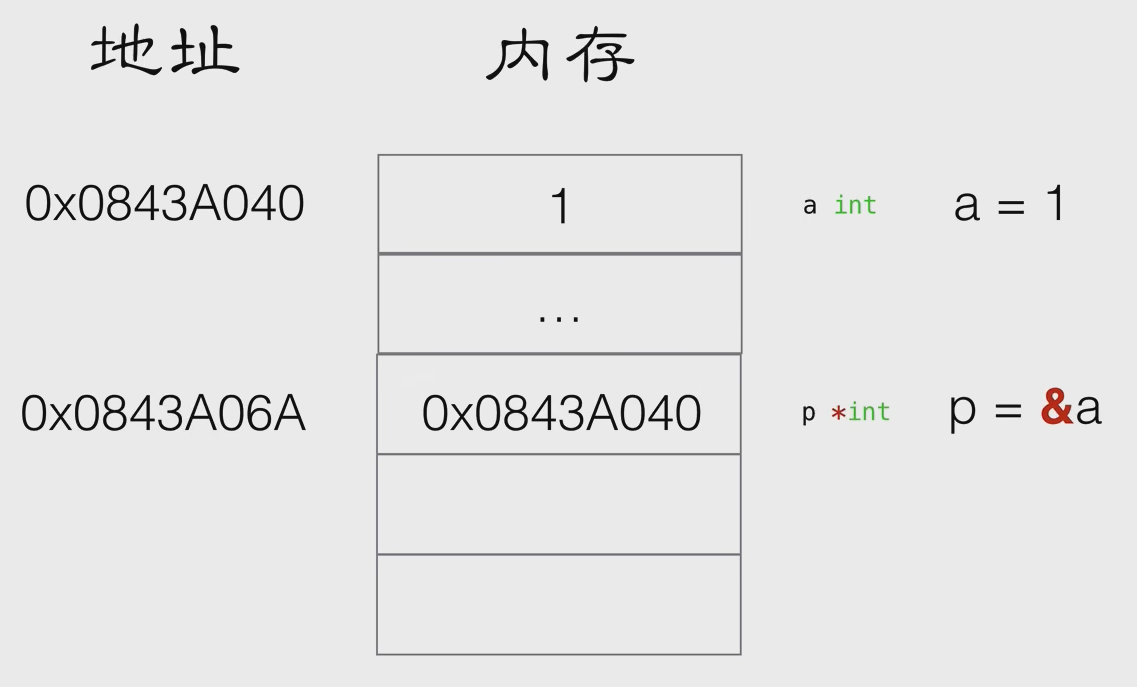 地址 内存
0x0843A040 1 a int a = 1
...
0x0843A06A 0x0843A040 p *int p = &a